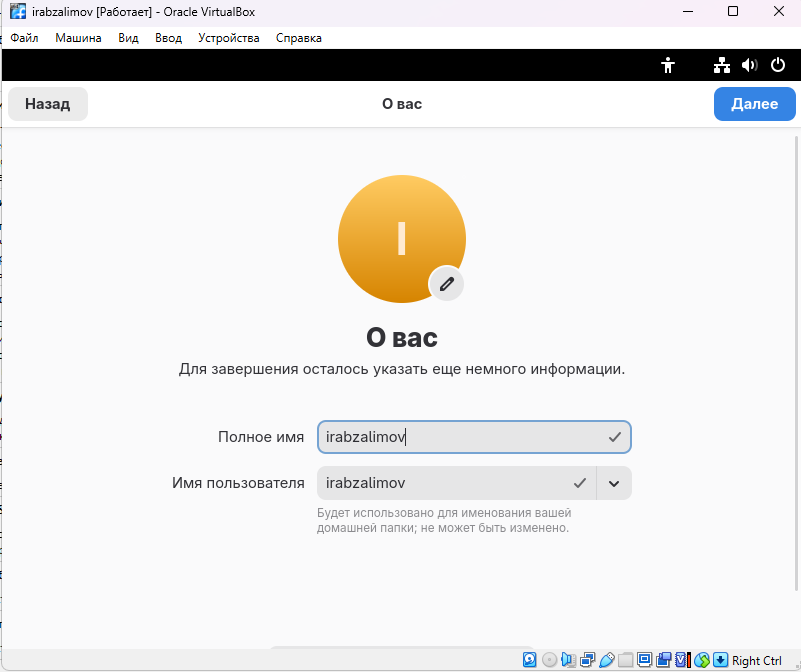 irabzalimov [Работает] - Oracle VirtualBox
Файл Машина Вид Ввод Устройства Справка
Назад О вас Далее
I
О вас
Для завершения осталось указать еще немного информации.
Полное имя irabzalimov
Имя пользователя irabzalimov
Будет использовано для именования вашей
домашней папки; не может быть изменено.
Right Ctrl